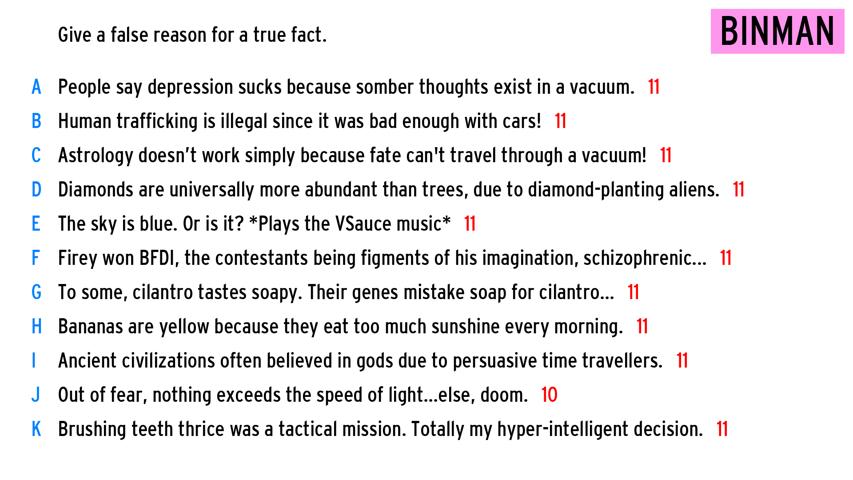 Give a false reason for a true fact.
BINMAN
A People say depression sucks because somber thoughts exist in a vacuum. 11
B Human trafficking is illegal since it was bad enough with cars! 11
C Astrology doesn’t work simply because fate can't travel through a vacuum! 11
D Diamonds are universally more abundant than trees, due to diamond-planting aliens. 11
E The sky is blue. Or is it? *Plays the VSauce music* 11
F Firey won BFDI, the contestants being figments of his imagination, schizophrenic... 11
G To some, cilantro tastes soapy. Their genes mistake soap for cilantro... 11
H Bananas are yellow because they eat too much sunshine every morning. 11
I Ancient civilizations often believed in gods due to persuasive time travellers. 11
J Out of fear, nothing exceeds the speed of light...else, doom. 10
K Brushing teeth thrice was a tactical mission. Totally my hyper-intelligent decision. 11